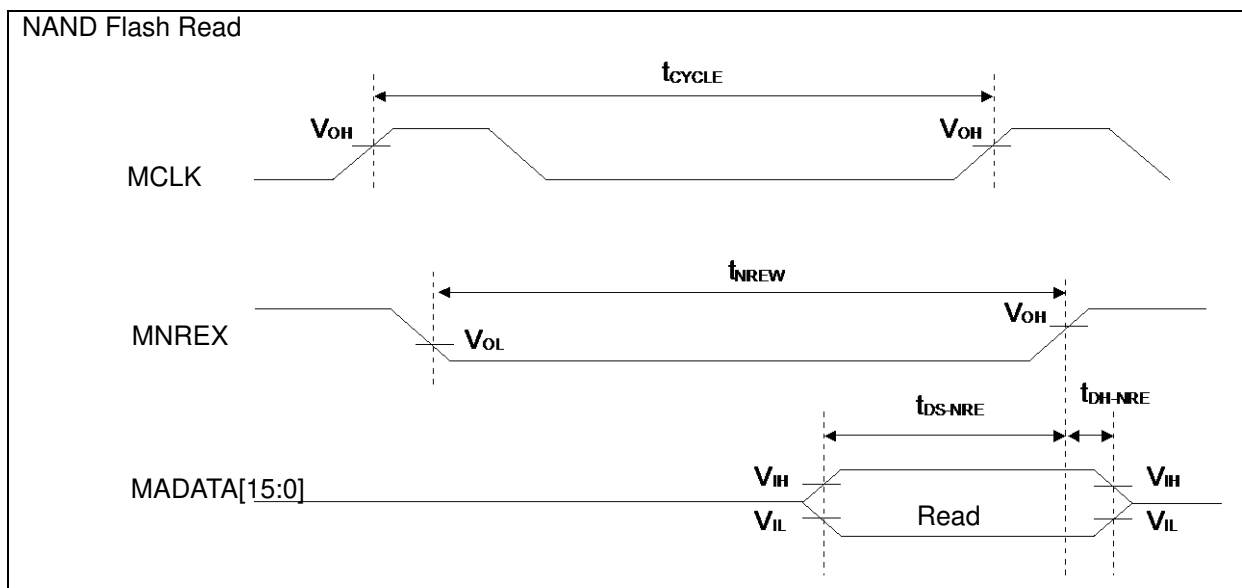 NAND Flash Read
tCYCLE
VOH
VOH
MCLK
tNREW
VOH
MNREX
VOL
tDS-NRE
tDH-NRE
VIH
VIH
MADATA[15:0]
Read
VIL
VIL